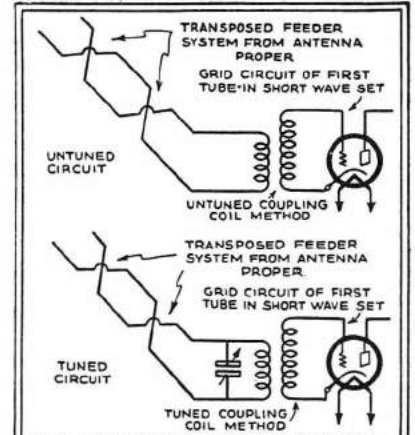 TRANSPOSED FEEDER
SYSTEM FROM ANTENNA
PROPER
GRID CIRCUIT OF FIRST
TUBE-IN SHORT WAVE SET
UNTUNED
CIRCUIT
UNTUNED COUPLING
COIL METHOD
TRANSPOSED FEEDER
SYSTEM FROM ANTENNA
PROPER.
GRID CIRCUIT OF FIRST
TUBE IN SHORT WAVE SET
TUNED
CIRCUIT
TUNED COUPLING
COIL METHOD